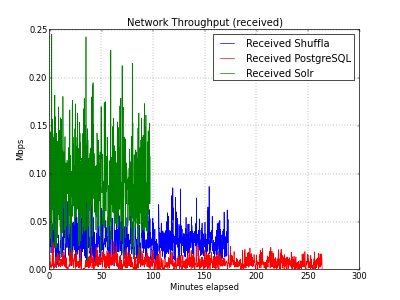 Network Throughput (received)
0.25
0.20
0.15
0.10
0.05
0.00
Mbps
Received Shuffla
Received PostgreSQL
Received Solr
0 50 100 150 200 250 300
Minutes elapsed